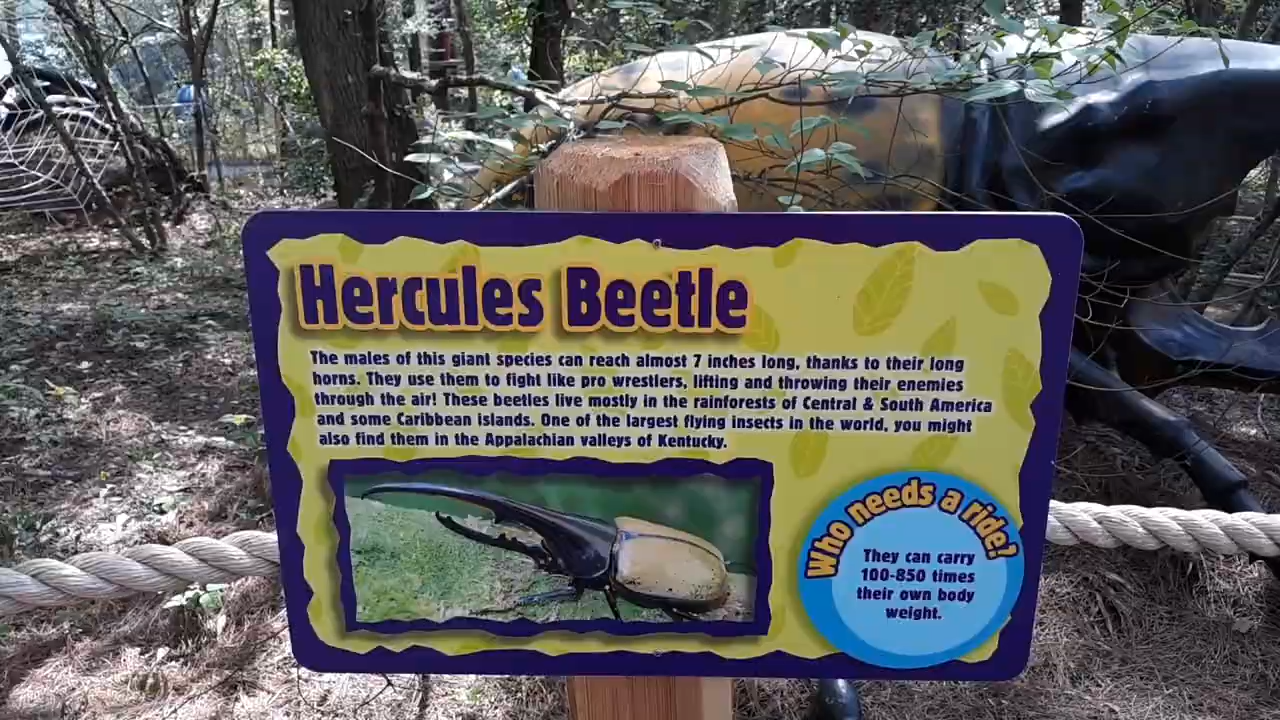 Hercules Beetle
The males of this giant species can reach almost 7 inches long, thanks to their long
horns. They use them to fight like pro wrestlers, lifting and throwing their enemies
through the air! These beetles live mostly in the rainforests of Central & South America
and some Caribbean islands. One of the largest flying insects in the world, you might
also find them in the Appalachian valleys of Kentucky.
Who needs a ride?
They can carry
100-850 times
their own body
weight.